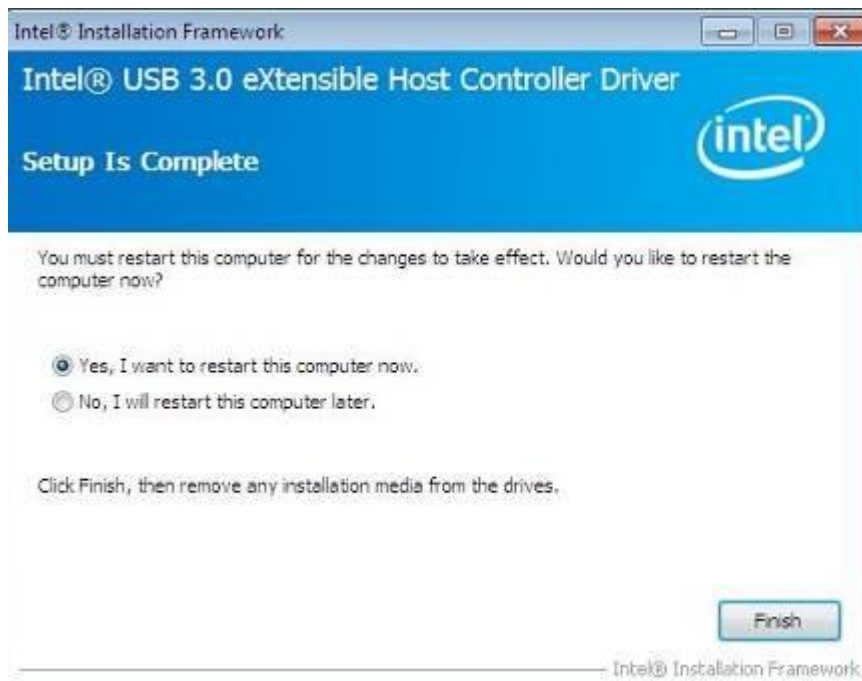 Intel® Installation Framework
Intel® USB 3.0 eXtensible Host Controller Driver
intel
Setup Is Complete
You must restart this computer for the changes to take effect. Would you like to restart the
computer now?
Yes, I want to restart this computer now.
No, I will restart this computer later.
Click Finish, then remove any installation media from the drives.
Finish
Intel® Installation Framework